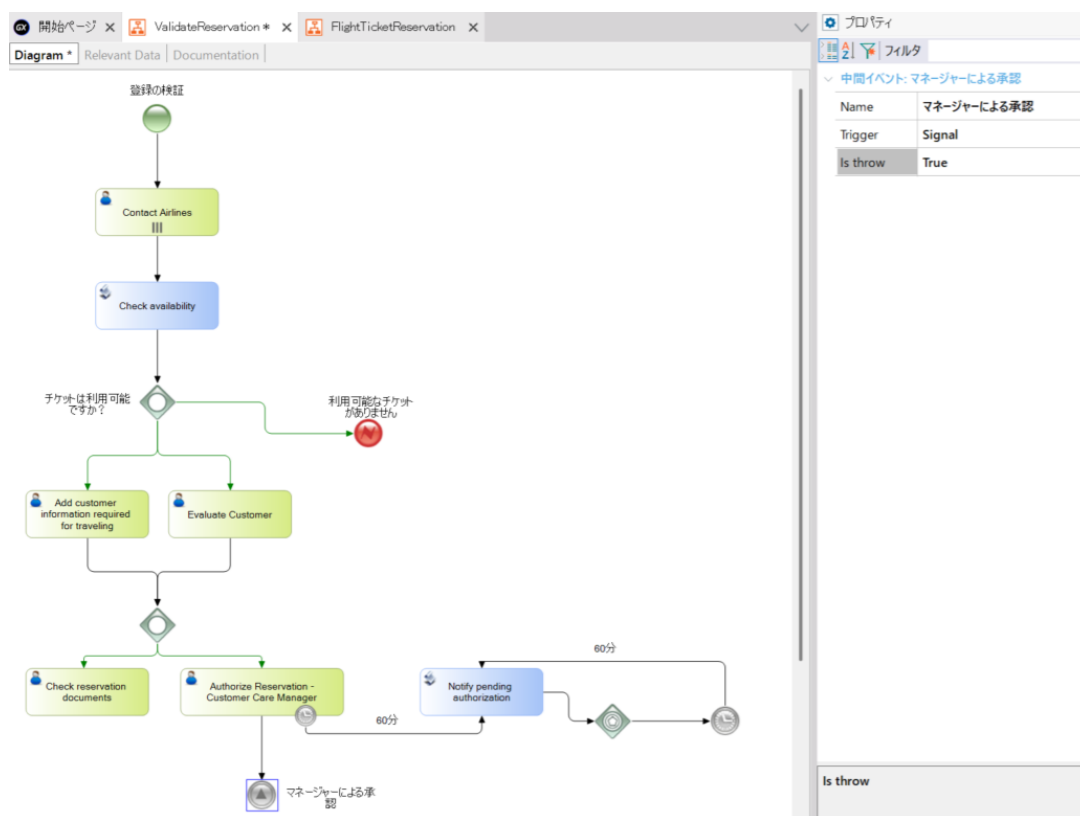 開始ページ
ValidateReservation *
FlightTicketReservation
プロパティ
Diagram *
Relevant Data
Documentation
フィルタ
中間イベント: マネージャーによる承認
Name
マネージャーによる承認
Trigger
Signal
Is throw
True
登録の検証
Contact Airlines
Check availability
チケットは利用可能
ですか？
利用可能なチケット
がありません
Add customer
information required
for traveling
Evaluate Customer
60分
Check reservation
documents
Authorize Reservation -
Customer Care Manager
Notify pending
authorization
60分
マネージャーによる承
認
Is throw